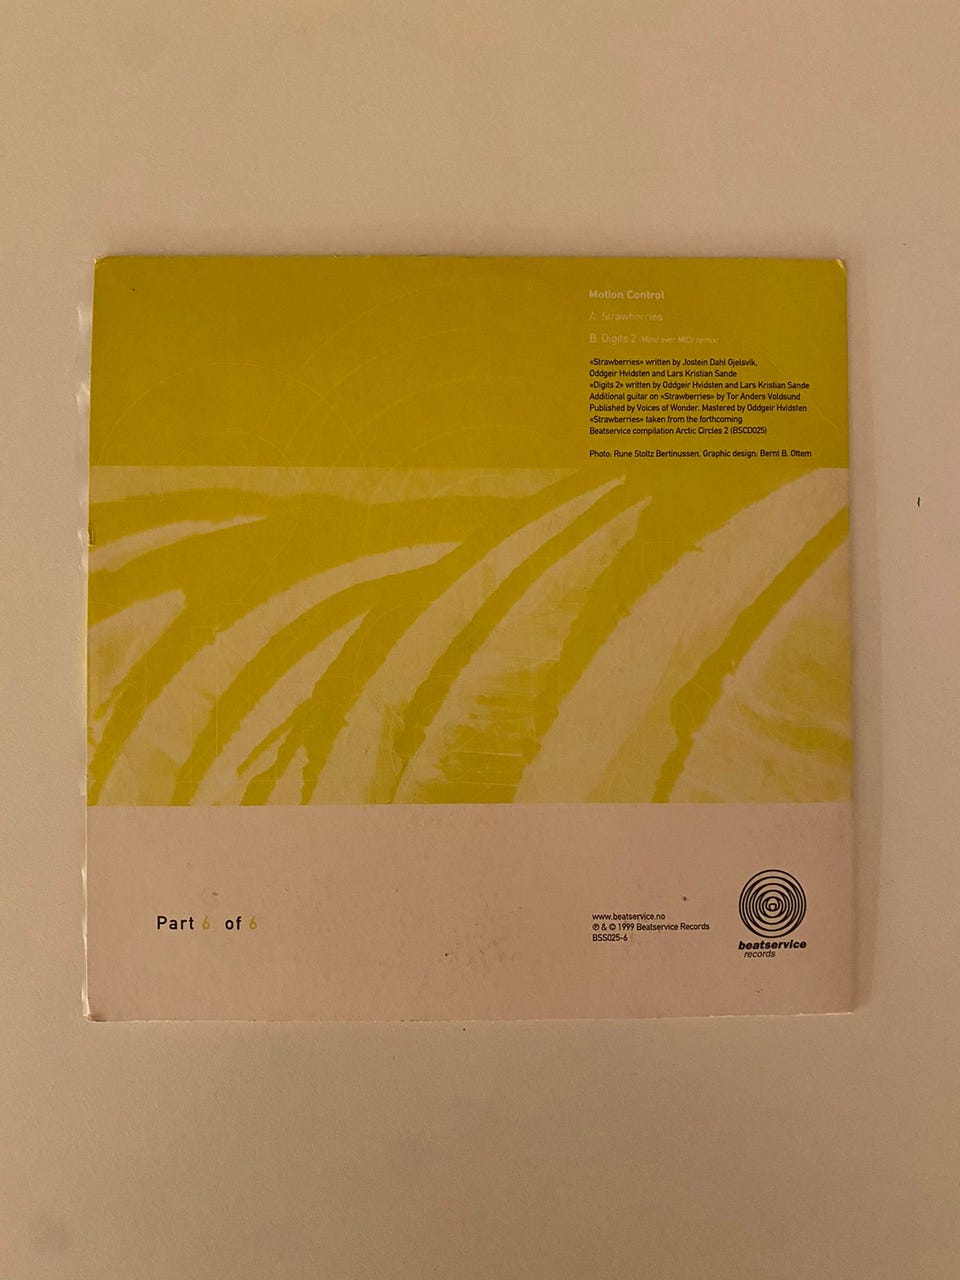 Motion Control
A. Strawberries
B. Digits 2 (Mind over MIDI remix)
«Strawberries» written by Jostein Dahl Gjelsvik,
Oddgeir Hvidsten and Lars Kristian Sande
«Digits 2» written by Oddgeir Hvidsten and Lars Kristian Sande
Additional guitar on «Strawberries» by Tor Anders Voldsund
Published by Voices of Wonder. Mastered by Oddgeir Hvidsten
«Strawberries» taken from the forthcoming
Beatservice compilation Arctic Circles 2 (BSCD025)
Photo: Rune Stoltz Bertinussen. Graphic design: Bernt B. Ottem
Part 6 of 6
www.beatservice.no
℗ & © 1999 Beatservice Records
BSS025-6
beatservice
records